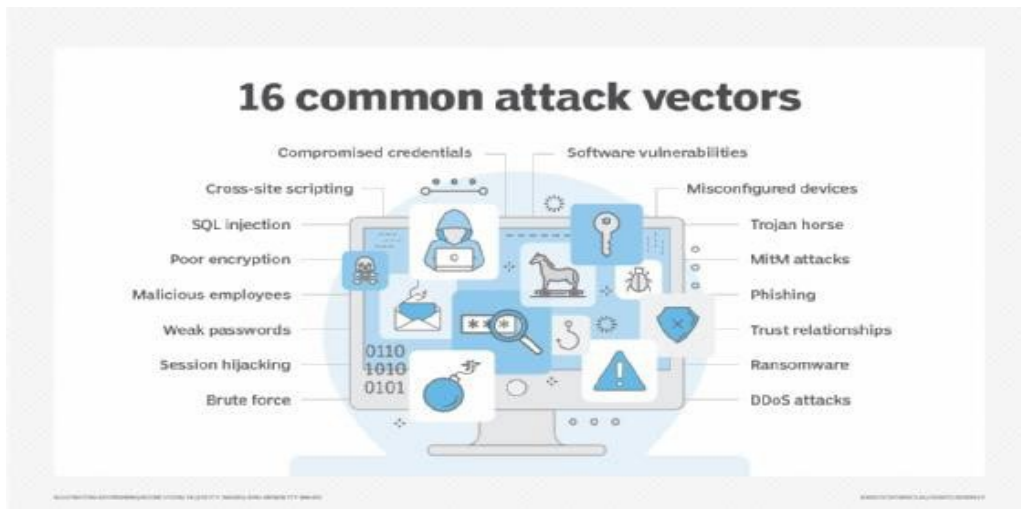 16 common attack vectors
Compromised credentials
Cross-site scripting
SQL injection
Poor encryption
Malicious employees
Weak passwords
Session hijacking
Brute force
Software vulnerabilities
Misconfigured devices
Trojan horse
MitM attacks
Phishing
Trust relationships
Ransomware
DDoS attacks
***
0110
1010
0101